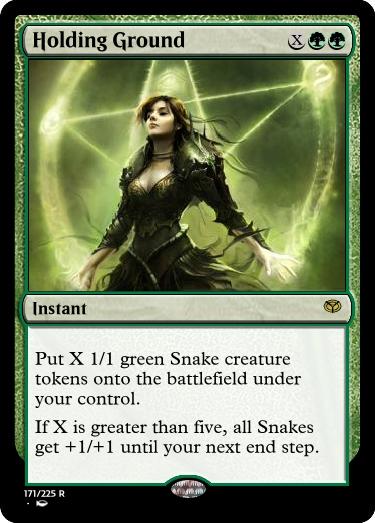 Holding Ground X
Instant
Put X 1/1 green Snake creature
tokens onto the battlefield under
your control.
If X is greater than five, all Snakes
get +1/+1 until your next end step.
171/225 R